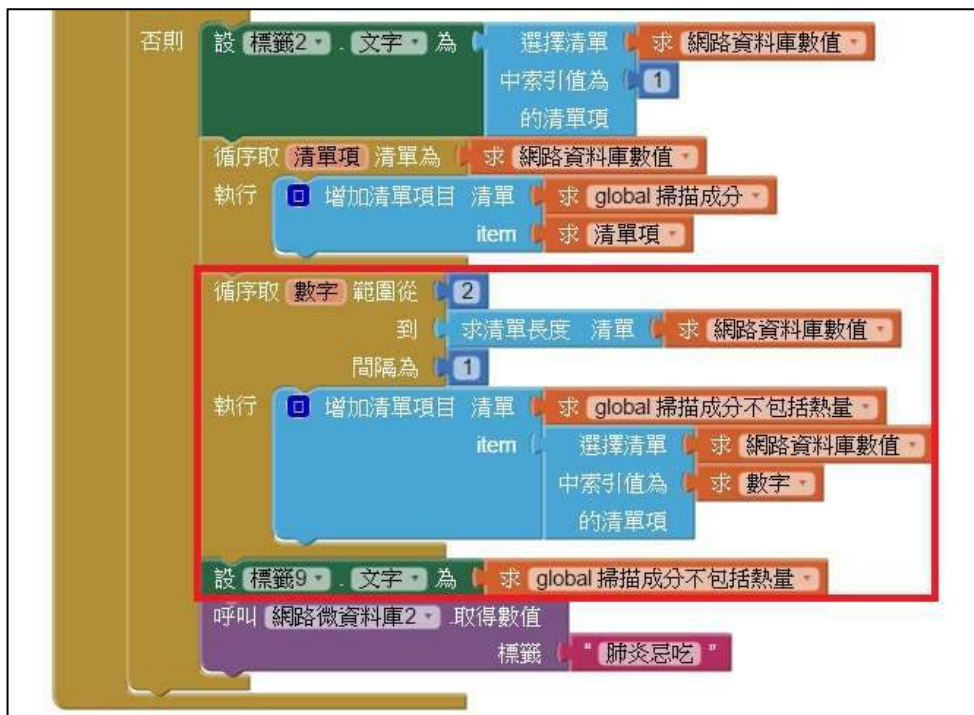 否則 設 標籤2 . 文字 為 選擇清單 求 網路資料庫數值
中索引值為 1
的清單項
循序取 清單項 清單為 求 網路資料庫數值
執行 增加清單項目 清單 求 global 掃描成分
item 求 清單項
循序取 數字 範圍從 2
到 求清單長度 清單 求 網路資料庫數值
間隔為 1
執行 增加清單項目 清單 求 global 掃描成分不包括熱量
item 選擇清單 求 網路資料庫數值
中索引值為 求 數字
的清單項
設 標籤9 . 文字 為 求 global 掃描成分不包括熱量
呼叫 網路微資料庫2 .取得數值
標籤 " 肺炎忌吃 "